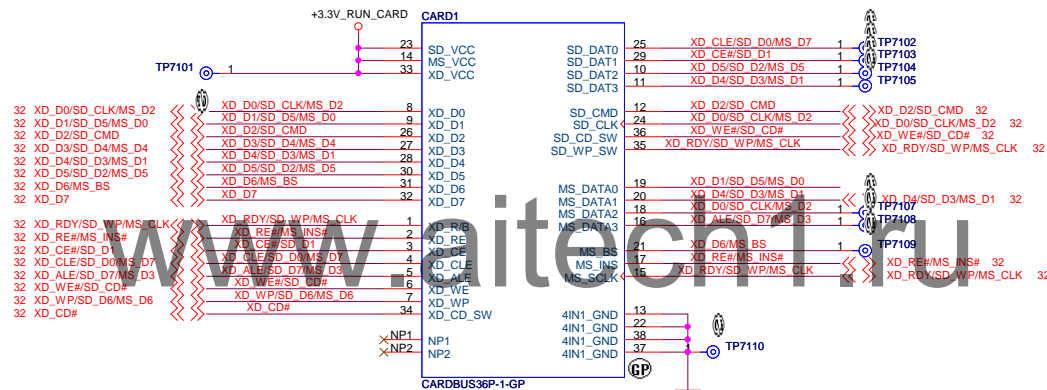 +3.3V_RUN_CARD
CARD1
23 SD_VCC
14 MS_VCC
33 XD_VCC
TP7101 1
32 XD_D0/SD_CLK/MS_D2 XD_D0/SD_CLK/MS_D2 8 XD_D0
32 XD_D1/SD_D5/MS_D0 XD_D1/SD_D5/MS_D0 9 XD_D1
32 XD_D2/SD_CMD XD_D2/SD_CMD 26 XD_D2
32 XD_D3/SD_D4/MS_D4 XD_D3/SD_D4/MS_D4 27 XD_D3
32 XD_D4/SD_D3/MS_D1 XD_D4/SD_D3/MS_D1 28 XD_D4
32 XD_D5/SD_D2/MS_D5 XD_D5/SD_D2/MS_D5 30 XD_D5
32 XD_D6/MS_BS XD_D6/MS_BS 31 XD_D6
32 XD_D7 XD_D7 32 XD_D7
32 XD_RDY/SD_WP/MS_CLK XD_RDY/SD_WP/MS_CLK 1 XD_R/B
32 XD_RE#/MS_INS# XD_RE#/MS_INS# 2 XD_RE
32 XD_CE#/SD_D1 XD_CE#/SD_D1 3 XD_CE
32 XD_CLE/SD_D0/MS_D7 XD_CLE/SD_D0/MS_D7 4 XD_CLE
32 XD_ALE/SD_D7/MS_D3 XD_ALE/SD_D7/MS_D3 5 XD_ALE
32 XD_WE#/SD_CD# XD_WE#/SD_CD# 6 XD_WE
32 XD_WP/SD_D6/MS_D6 XD_WP/SD_D6/MS_D6 7 XD_WP
32 XD_CD# XD_CD# 34 XD_CD_SW
NP1 NP1
NP2 NP2
SD_DAT0 25 XD_CLE/SD_D0/MS_D7 1 TP7102
SD_DAT1 29 XD_CE#/SD_D1 1 TP7103
SD_DAT2 10 XD_D5/SD_D2/MS_D5 1 TP7104
SD_DAT3 11 XD_D4/SD_D3/MS_D1 1 TP7105
SD_CMD 12 XD_D2/SD_CMD XD_D2/SD_CMD 32
SD_CLK 24 XD_D0/SD_CLK/MS_D2 XD_D0/SD_CLK/MS_D2 32
SD_CD_SW 36 XD_WE#/SD_CD# XD_WE#/SD_CD# 32
SD_WP_SW 35 XD_RDY/SD_WP/MS_CLK XD_RDY/SD_WP/MS_CLK 32
MS_DATA0 19 XD_D1/SD_D5/MS_D0
MS_DATA1 20 XD_D4/SD_D3/MS_D1 XD_D4/SD_D3/MS_D1 32
MS_DATA2 18 XD_D0/SD_CLK/MS_D2 1 TP7107
MS_DATA3 16 XD_ALE/SD_D7/MS_D3 1 TP7108
MS_BS 21 XD_D6/MS_BS 1 TP7109
MS_INS 17 XD_RE#/MS_INS# XD_RE#/MS_INS# 32
MS_SCLK 15 XD_RDY/SD_WP/MS_CLK XD_RDY/SD_WP/MS_CLK 32
4IN1_GND 13
4IN1_GND 22
4IN1_GND 38
4IN1_GND 37 1 TP7110
GP
CARDBUS36P-1-GP
www.aitech1.ru